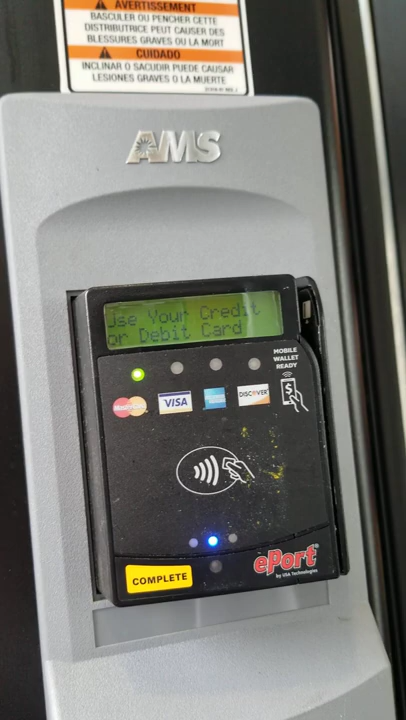 AVERTISSEMENT
BASCULER OU PENCHER CETTE
DISTRIBUTRICE PEUT CAUSER DES
BLESSURES GRAVES OU LA MORT
CUIDADO
INCLINAR O SACUDIR PUEDE CAUSAR
LESIONES GRAVES O LA MUERTE
AMS
Use Your Credit
or Debit Card
MOBILE
WALLET
READY
$
MasterCard
VISA
DISCOVER
COMPLETE
ePort®
by USA Technologies